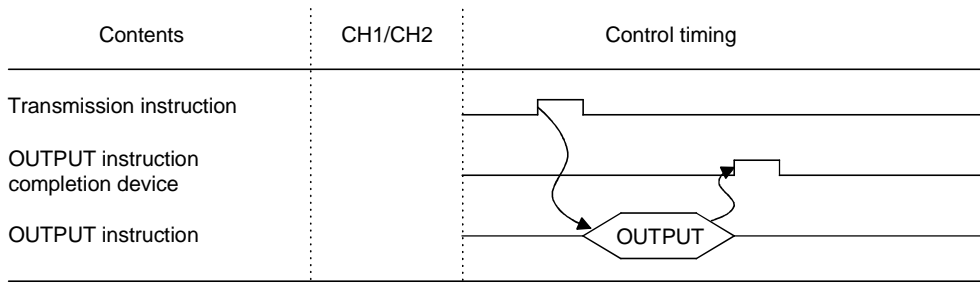 Contents CH1/CH2 Control timing
Transmission instruction
OUTPUT instruction
completion device
OUTPUT instruction OUTPUT